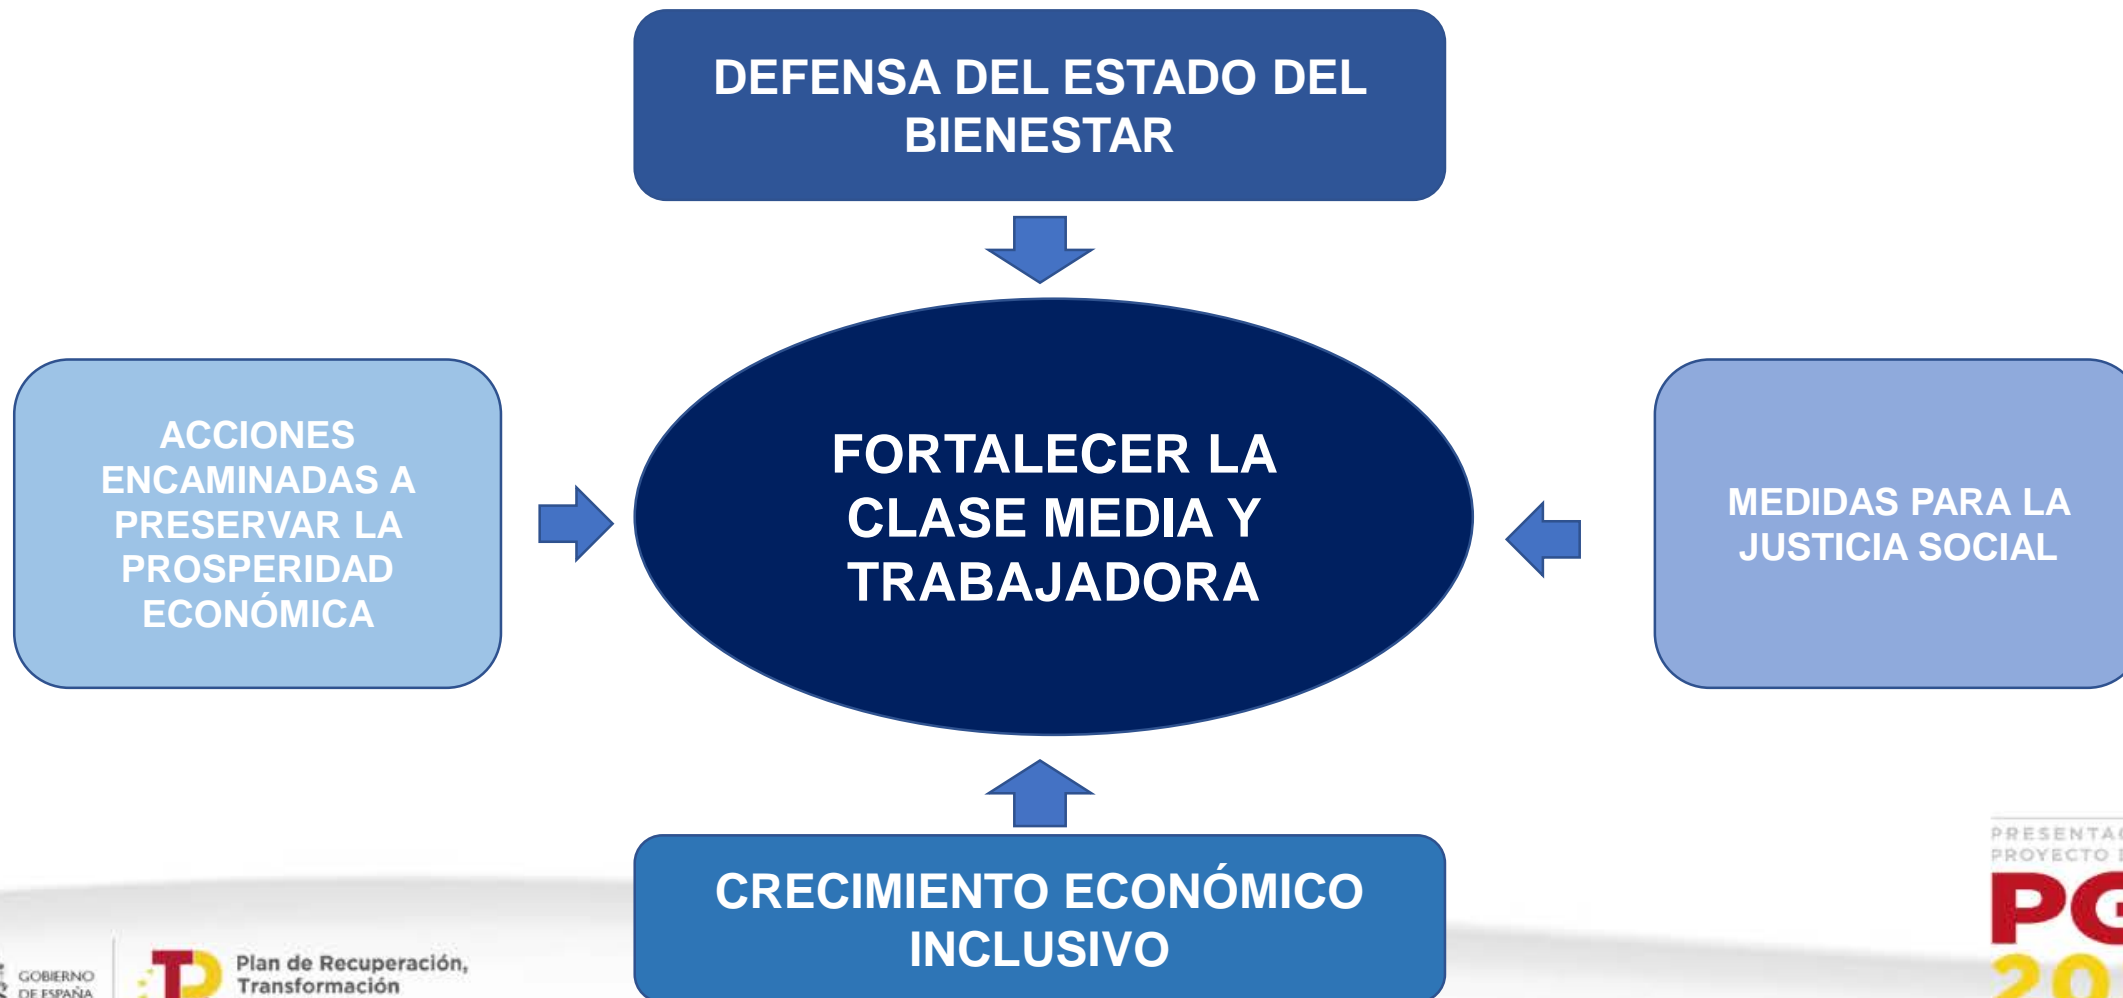 DEFENSA DEL ESTADO DEL
BIENESTAR
ACCIONES
ENCAMINADAS A
PRESERVAR LA
PROSPERIDAD
ECONÓMICA
FORTALECER LA
CLASE MEDIA Y
TRABAJADORA
MEDIDAS PARA LA
JUSTICIA SOCIAL
CRECIMIENTO ECONÓMICO
INCLUSIVO
GOBIERNO
DE ESPAÑA
Plan de Recuperación,
Transformación
PROYECTO